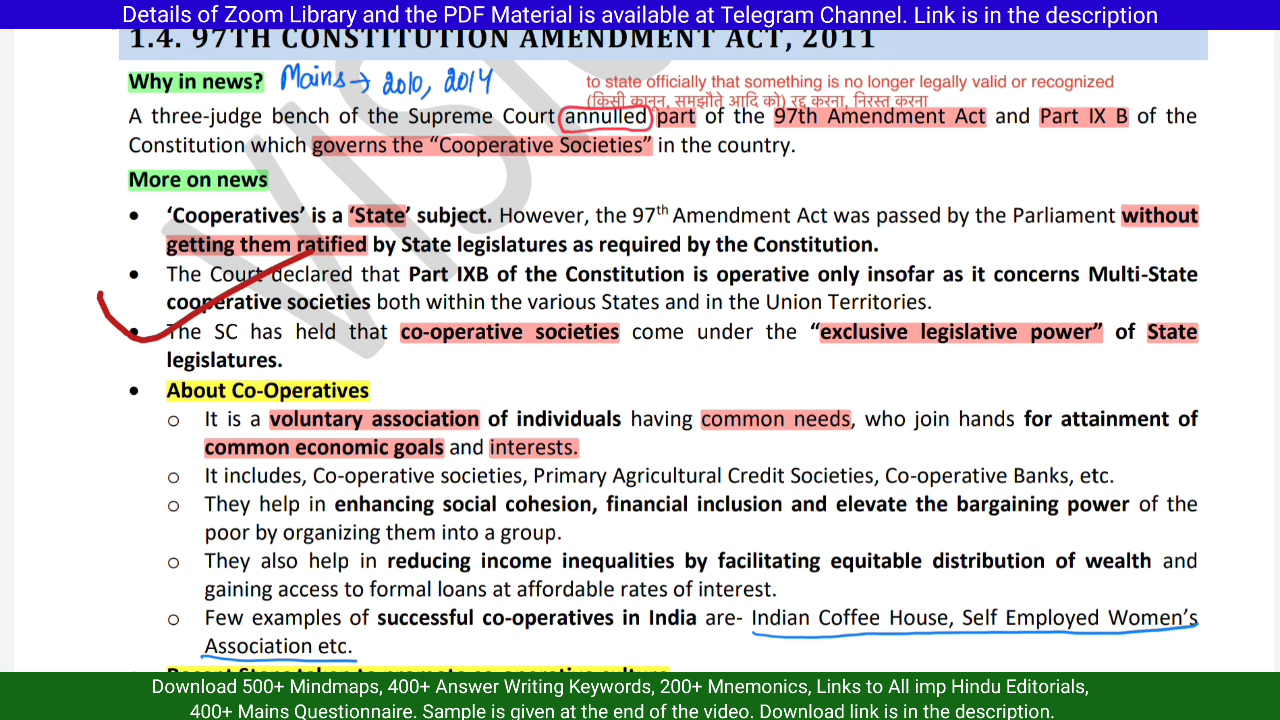 Details of Zoom Library and the PDF Material is available at Telegram Channel. Link is in the description
1.4. 97TH CONSTITUTION AMENDMENT ACT, 2011
Why in news? Mains → 2010, 2014
to state officially that something is no longer legally valid or recognized
(किसी कानून, समझौते आदि को) रद्द करना, निरस्त करना
A three-judge bench of the Supreme Court annulled part of the 97th Amendment Act and Part IX B of the
Constitution which governs the “Cooperative Societies” in the country.
More on news
• ‘Cooperatives’ is a ‘State’ subject. However, the 97th Amendment Act was passed by the Parliament without
getting them ratified by State legislatures as required by the Constitution.
• The Court declared that Part IXB of the Constitution is operative only insofar as it concerns Multi-State
cooperative societies both within the various States and in the Union Territories.
• The SC has held that co-operative societies come under the “exclusive legislative power” of State
legislatures.
• About Co-Operatives
o It is a voluntary association of individuals having common needs, who join hands for attainment of
common economic goals and interests.
o It includes, Co-operative societies, Primary Agricultural Credit Societies, Co-operative Banks, etc.
o They help in enhancing social cohesion, financial inclusion and elevate the bargaining power of the
poor by organizing them into a group.
o They also help in reducing income inequalities by facilitating equitable distribution of wealth and
gaining access to formal loans at affordable rates of interest.
o Few examples of successful co-operatives in India are- Indian Coffee House, Self Employed Women’s
Association etc.
• Recent Steps taken to promote co-operative culture
Download 500+ Mindmaps, 400+ Answer Writing Keywords, 200+ Mnemonics, Links to All imp Hindu Editorials,
400+ Mains Questionnaire. Sample is given at the end of the video. Download link is in the description.